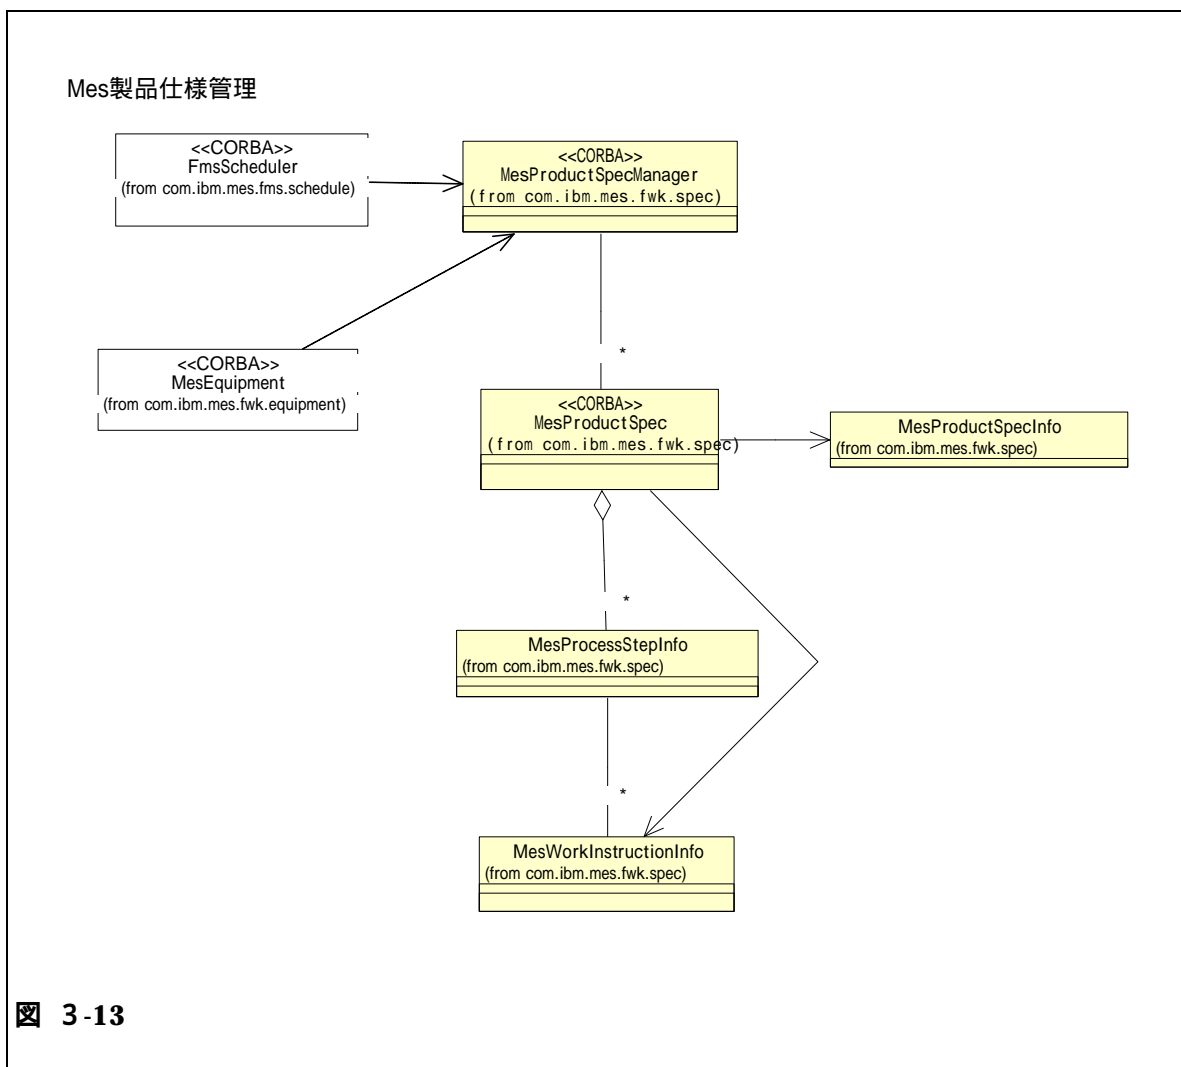 Mes製品仕様管理
<<CORBA>>
FmsScheduler
(from com.ibm.mes.fms.schedule)
<<CORBA>>
MesProductSpecManager
(from com.ibm.mes.fwk.spec)
<<CORBA>>
MesEquipment
(from com.ibm.mes.fwk.equipment)
*
<<CORBA>>
MesProductSpec
(from com.ibm.mes.fwk.spec)
MesProductSpecInfo
(from com.ibm.mes.fwk.spec)
*
MesProcessStepInfo
(from com.ibm.mes.fwk.spec)
*
MesWorkInstructionInfo
(from com.ibm.mes.fwk.spec)
図 3-13